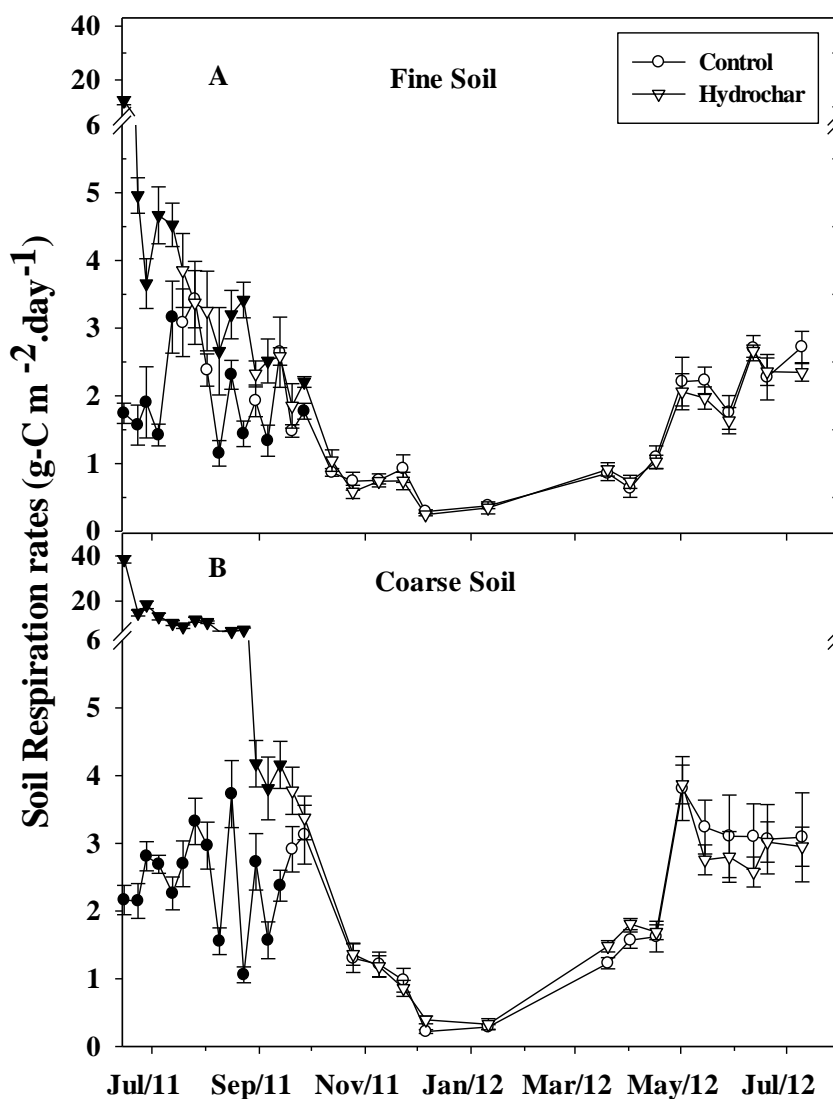 40
A
Fine Soil
Control
Hydrochar
20
6
5
4
3
2
1
0
Soil Respiration rates (g-C m -2.day-1)
40
B
Coarse Soil
20
6
5
4
3
2
1
0
Jul/11 Sep/11 Nov/11 Jan/12 Mar/12 May/12 Jul/12